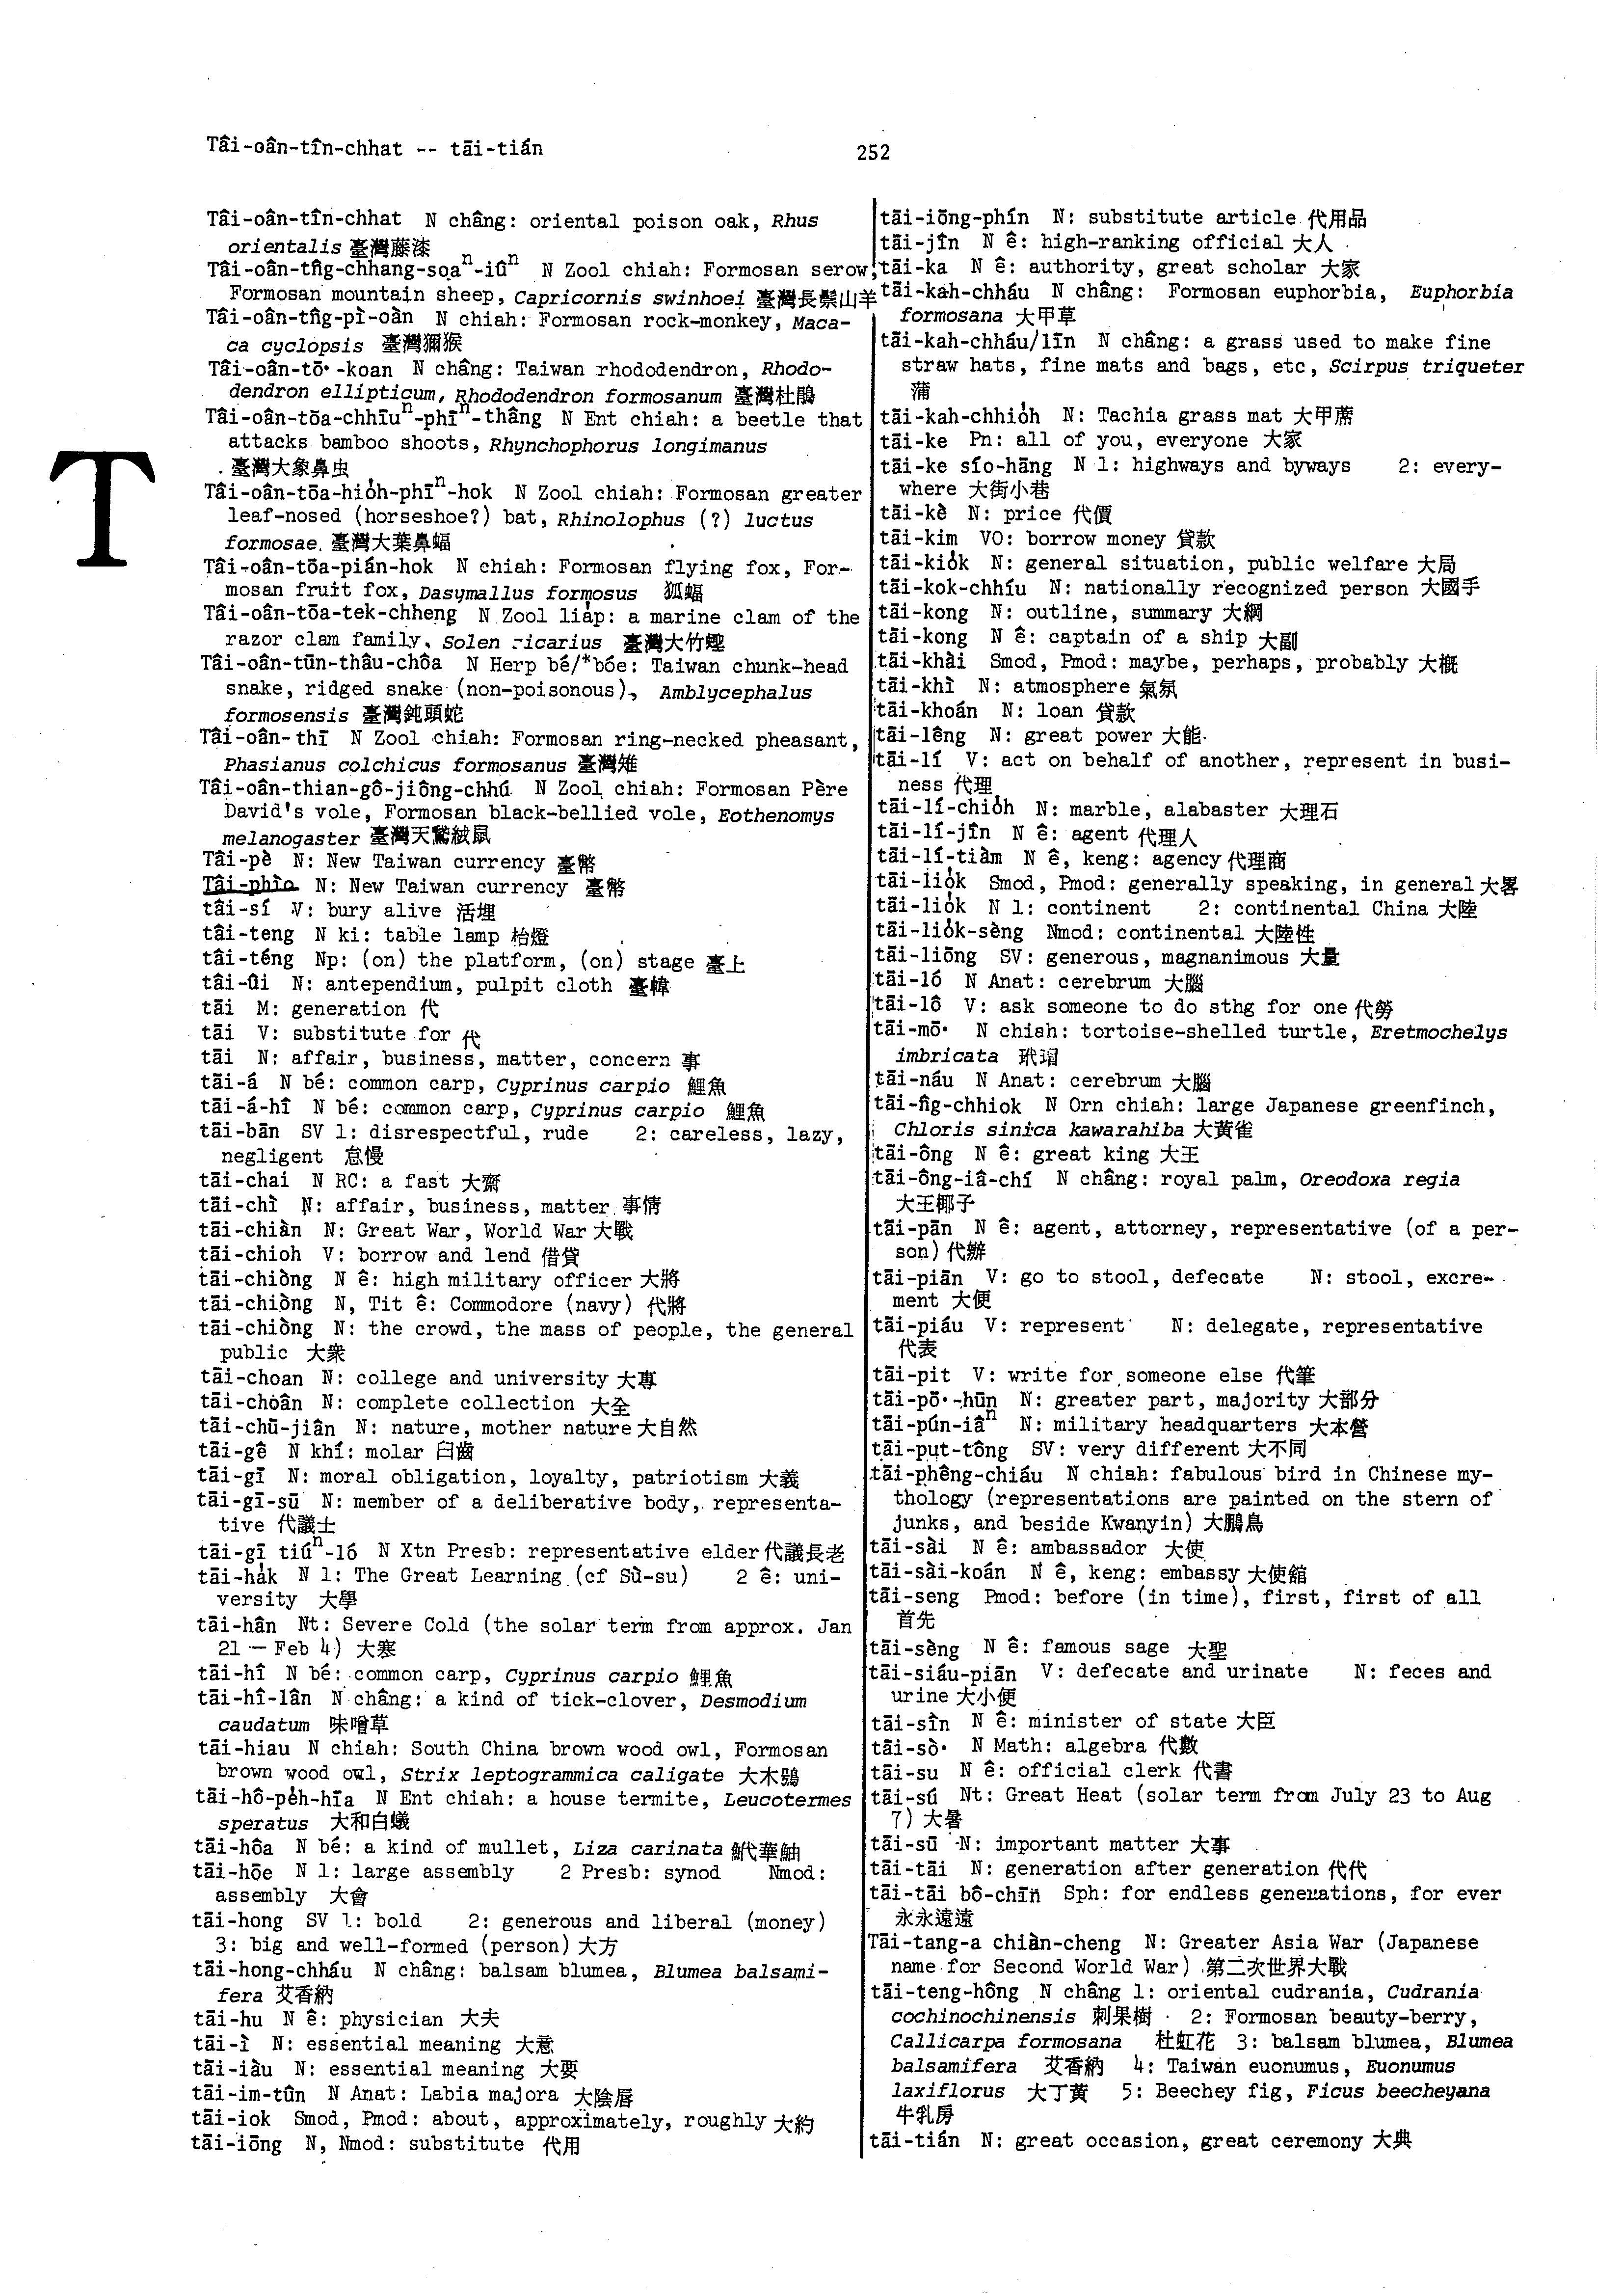 Tâi-oân-tîn-chhat -- tāi-tián
252
T
Tâi-oân-tîn-chhat N châng: oriental poison oak, Rhus
orientalis 臺灣藤漆
Tâi-oân-tn̂g-chhang-soaⁿ-iûⁿ N Zool chiah: Formosan serow,
Formosan mountain sheep, Capricornis swinhoei 臺灣長鬃山羊
Tâi-oân-tn̂g-pì-oàn N chiah: Formosan rock-monkey, Maca-
ca cyclopsis 臺灣獼猴
Tâi-oân-tō·-koan N châng: Taiwan rhododendron, Rhodo-
dendron ellipticum, Rhododendron formosanum 臺灣杜鵑
Tâi-oân-tōa-chhīuⁿ-phīⁿ-thâng N Ent chiah: a beetle that
attacks bamboo shoots, Rhynchophorus longimanus
臺灣大象鼻虫
Tâi-oân-tōa-hio̍h-phīⁿ-hok N Zool chiah: Formosan greater
leaf-nosed (horseshoe?) bat, Rhinolophus (?) luctus
formosae. 臺灣大葉鼻蝠
Tâi-oân-tōa-pián-hok N chiah: Formosan flying fox, For-
mosan fruit fox, Dasymallus formosus 狐蝠
Tâi-oân-tōa-tek-chheng N Zool lia̍p: a marine clam of the
razor clam family, Solen ricarius 臺灣大竹蟶
Tâi-oân-tūn-thâu-chôa N Herp bé/*bóe: Taiwan chunk-head
snake, ridged snake (non-poisonous), Amblycephalus
formosensis 臺灣鈍頭蛇
Tâi-oân-thī N Zool chiah: Formosan ring-necked pheasant,
Phasianus colchicus formosanus 臺灣雉
Tâi-oân-thian-gô-jiông-chhú N Zool chiah: Formosan Père
David's vole, Formosan black-bellied vole, Eothenomys
melanogaster 臺灣天鵞絨鼠
Tâi-pè N: New Taiwan currency 臺幣
Tâi-phìo N: New Taiwan currency 臺幣
tâi-sí V: bury alive 活埋
tâi-teng N ki: table lamp 枱燈
tâi-téng Np: (on) the platform, (on) stage 臺上
tâi-ûi N: antependium, pulpit cloth 臺幃
tāi M: generation 代
tāi V: substitute for 代
tāi N: affair, business, matter, concern 事
tāi-á N bé: common carp, Cyprinus carpio 鯉魚
tāi-á-hî N bé: common carp, Cyprinus carpio 鯉魚
tāi-bān SV 1: disrespectful, rude 2: careless, lazy,
negligent 怠慢
tāi-chai N RC: a fast 大齋
tāi-chì N: affair, business, matter 事情
tāi-chiàn N: Great War, World War 大戰
tāi-chioh V: borrow and lend 借貸
tāi-chiòng N ê: high military officer 大將
tāi-chiòng N, Tit ê: Commodore (navy) 代將
tāi-chiòng N: the crowd, the mass of people, the general
public 大衆
tāi-choan N: college and university 大專
tāi-choân N: complete collection 大全
tāi-chū-jiân N: nature, mother nature 大自然
tāi-gê N khí: molar 臼齒
tāi-gī N: moral obligation, loyalty, patriotism 大義
tāi-gī-sū N: member of a deliberative body, representa-
tive 代議士
tāi-gī tiúⁿ-ló N Xtn Presb: representative elder 代議長老
tāi-ha̍k N 1: The Great Learning (cf Sù-su) 2 ê: uni-
versity 大學
tāi-hân Nt: Severe Cold (the solar term from approx. Jan
21 — Feb 4) 大寒
tāi-hî N bé: common carp, Cyprinus carpio 鯉魚
tāi-hî-lân N châng: a kind of tick-clover, Desmodium
caudatum 味噌草
tāi-hiau N chiah: South China brown wood owl, Formosan
brown wood owl, Strix leptogrammica caligate 大木鴞
tāi-hô-pe̍h-hīa N Ent chiah: a house termite, Leucotermes
speratus 大和白蟻
tāi-hôa N bé: a kind of mullet, Liza carinata 鮘華鮋
tāi-hōe N 1: large assembly 2 Presb: synod Nmod:
assembly 大會
tāi-hong SV 1: bold 2: generous and liberal (money)
3: big and well-formed (person) 大方
tāi-hong-chháu N châng: balsam blumea, Blumea balsami-
fera 艾香納
tāi-hu N ê: physician 大夫
tāi-ì N: essential meaning 大意
tāi-iàu N: essential meaning 大要
tāi-im-tûn N Anat: Labia majora 大陰唇
tāi-iok Smod, Pmod: about, approximately, roughly 大約
tāi-iōng N, Nmod: substitute 代用
tāi-iōng-phín N: substitute article 代用品
tāi-jîn N ê: high-ranking official 大人
tāi-ka N ê: authority, great scholar 大家
tāi-kah-chháu N châng: Formosan euphorbia, Euphorbia
formosana 大甲草
tāi-kah-chháu/līn N châng: a grass used to make fine
straw hats, fine mats and bags, etc, Scirpus triqueter
蒲
tāi-kah-chhio̍h N: Tachia grass mat 大甲蓆
tāi-ke Pn: all of you, everyone 大家
tāi-ke sío-hāng N 1: highways and byways 2: every-
where 大街小巷
tāi-kè N: price 代價
tāi-kim VO: borrow money 貸款
tāi-kio̍k N: general situation, public welfare 大局
tāi-kok-chhíu N: nationally recognized person 大國手
tāi-kong N: outline, summary 大綱
tāi-kong N ê: captain of a ship 大副
tāi-khài Smod, Pmod: maybe, perhaps, probably 大概
tāi-khì N: atmosphere 氣氛
tāi-khoán N: loan 貸款
tāi-lêng N: great power 大能
tāi-lí V: act on behalf of another, represent in busi-
ness 代理
tāi-lí-chio̍h N: marble, alabaster 大理石
tāi-lí-jîn N ê: agent 代理人
tāi-lí-tiàm N ê, keng: agency 代理商
tāi-lio̍k Smod, Pmod: generally speaking, in general 大畧
tāi-lio̍k N 1: continent 2: continental China 大陸
tāi-lio̍k-sèng Nmod: continental 大陸性
tāi-liōng SV: generous, magnanimous 大量
tāi-ló N Anat: cerebrum 大腦
tāi-lô V: ask someone to do sthg for one 代勞
tāi-mō· N chiah: tortoise-shelled turtle, Eretmochelys
imbricata 玳瑁
tāi-náu N Anat: cerebrum 大腦
tāi-n̂g-chhiok N Orn chiah: large Japanese greenfinch,
Chloris sinica kawarahiba 大黃雀
tāi-ông N ê: great king 大王
tāi-ông-iâ-chí N châng: royal palm, Oreodoxa regia
大王椰子
tāi-pān N ê: agent, attorney, representative (of a per-
son) 代辦
tāi-piān V: go to stool, defecate N: stool, excre-
ment 大便
tāi-piáu V: represent N: delegate, representative
代表
tāi-pit V: write for someone else 代筆
tāi-pō·-hūn N: greater part, majority 大部分
tāi-pún-iâⁿ N: military headquarters 大本營
tāi-put-tông SV: very different 大不同
tāi-phêng-chiáu N chiah: fabulous bird in Chinese my-
thology (representations are painted on the stern of
junks, and beside Kwanyin) 大鵬鳥
tāi-sài N ê: ambassador 大使
tāi-sài-koán N ê, keng: embassy 大使舘
tāi-seng Pmod: before (in time), first, first of all
首先
tāi-sèng N ê: famous sage 大聖
tāi-siáu-piān V: defecate and urinate N: feces and
urine 大小便
tāi-sîn N ê: minister of state 大臣
tāi-sò· N Math: algebra 代數
tāi-su N ê: official clerk 代書
tāi-sú Nt: Great Heat (solar term from July 23 to Aug
7) 大暑
tāi-sū N: important matter 大事
tāi-tāi N: generation after generation 代代
tāi-tāi bô-chīn Sph: for endless generations, for ever
永永遠遠
Tāi-tang-a chiàn-cheng N: Greater Asia War (Japanese
name for Second World War) 第二次世界大戰
tāi-teng-hông N châng 1: oriental cudrania, Cudrania
cochinochinensis 刺果樹 2: Formosan beauty-berry,
Callicarpa formosana 杜虹花 3: balsam blumea, Blumea
balsamifera 艾香納 4: Taiwan euonumus, Euonumus
laxiflorus 大丁黃 5: Beechey fig, Ficus beecheyana
牛乳房
tāi-tián N: great occasion, great ceremony 大典